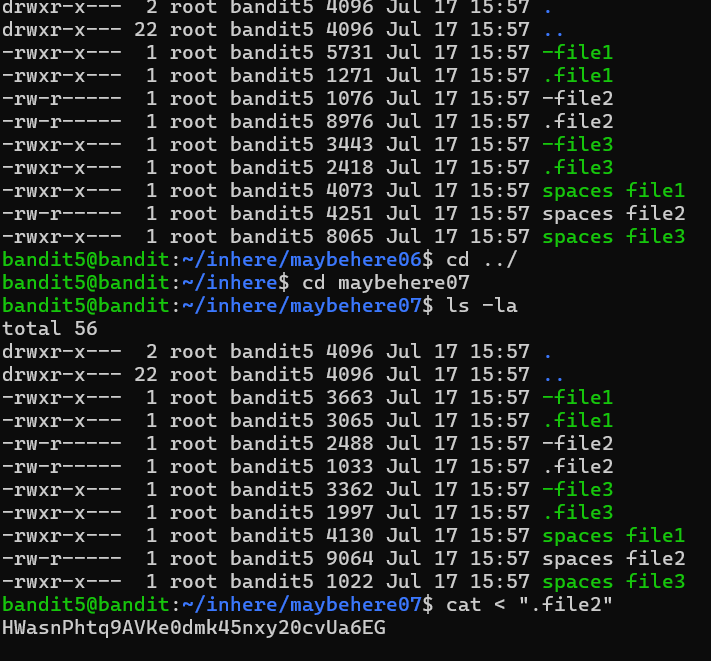 drwxr-x---  2 root bandit5 4096 Jul 17 15:57 .
drwxr-x--- 22 root bandit5 4096 Jul 17 15:57 ..
-rwxr-x---  1 root bandit5 5731 Jul 17 15:57 -file1
-rwxr-x---  1 root bandit5 1271 Jul 17 15:57 .file1
-rw-r-----  1 root bandit5 1076 Jul 17 15:57 -file2
-rw-r-----  1 root bandit5 8976 Jul 17 15:57 .file2
-rwxr-x---  1 root bandit5 3443 Jul 17 15:57 -file3
-rwxr-x---  1 root bandit5 2418 Jul 17 15:57 .file3
-rwxr-x---  1 root bandit5 4073 Jul 17 15:57 spaces file1
-rw-r-----  1 root bandit5 4251 Jul 17 15:57 spaces file2
-rwxr-x---  1 root bandit5 8065 Jul 17 15:57 spaces file3
bandit5@bandit:~/inhere/maybehere06$ cd ../
bandit5@bandit:~/inhere$ cd maybehere07
bandit5@bandit:~/inhere/maybehere07$ ls -la
total 56
drwxr-x---  2 root bandit5 4096 Jul 17 15:57 .
drwxr-x--- 22 root bandit5 4096 Jul 17 15:57 ..
-rwxr-x---  1 root bandit5 3663 Jul 17 15:57 -file1
-rwxr-x---  1 root bandit5 3065 Jul 17 15:57 .file1
-rw-r-----  1 root bandit5 2488 Jul 17 15:57 -file2
-rw-r-----  1 root bandit5 1033 Jul 17 15:57 .file2
-rwxr-x---  1 root bandit5 3362 Jul 17 15:57 -file3
-rwxr-x---  1 root bandit5 1997 Jul 17 15:57 .file3
-rwxr-x---  1 root bandit5 4130 Jul 17 15:57 spaces file1
-rw-r-----  1 root bandit5 9064 Jul 17 15:57 spaces file2
-rwxr-x---  1 root bandit5 1022 Jul 17 15:57 spaces file3
bandit5@bandit:~/inhere/maybehere07$ cat < ".file2"
HWasnPhtq9AVKe0dmk45nxy20cvUa6EG